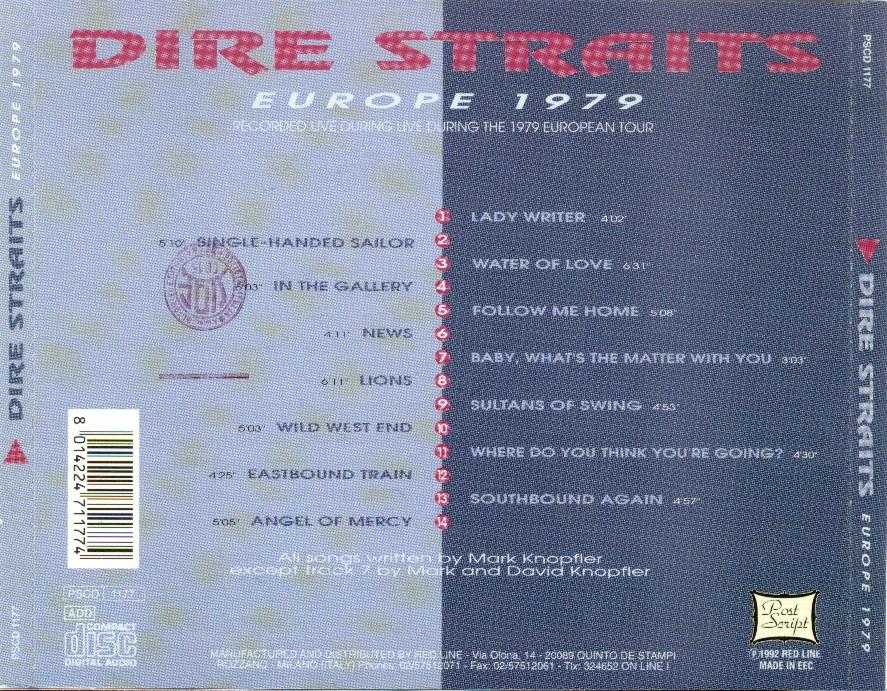 DIRE STRAITS
EUROPE 1979
RECORDED LIVE DURING LIVE DURING THE 1979 EUROPEAN TOUR
1 LADY WRITER 4'02"
5'10" SINGLE-HANDED SAILOR 2
3 WATER OF LOVE 6'31"
5'03" IN THE GALLERY 4
5 FOLLOW ME HOME 5'08"
4'11" NEWS 6
7 BABY, WHAT'S THE MATTER WITH YOU 3'03"
6'11" LIONS 8
9 SULTANS OF SWING 4'53"
5'03" WILD WEST END 10
11 WHERE DO YOU THINK YOU'RE GOING? 4'30"
4'25" EASTBOUND TRAIN 12
13 SOUTHBOUND AGAIN 4'57"
5'05" ANGEL OF MERCY 14
All songs written by Mark Knopfler
except track 7 by Mark and David Knopfler
MANUFACTURED AND DISTRIBUTED BY RED LINE - Via Olona, 14 - 20089 QUINTO DE STAMPI
ROZZANO - MILANO (ITALY) Phones: 02/57512071 - Fax: 02/57512061 - Tlx: 324652 ON LINE I
8 014224 711774
PSCD 1177
ADD
COMPACT
disc
DIGITAL AUDIO
Post
Script
℗ 1992 RED LINE
MADE IN EEC
PSCD 1177 DIRE STRAITS EUROPE 1979
PSCD 1177 DIRE STRAITS EUROPE 1979